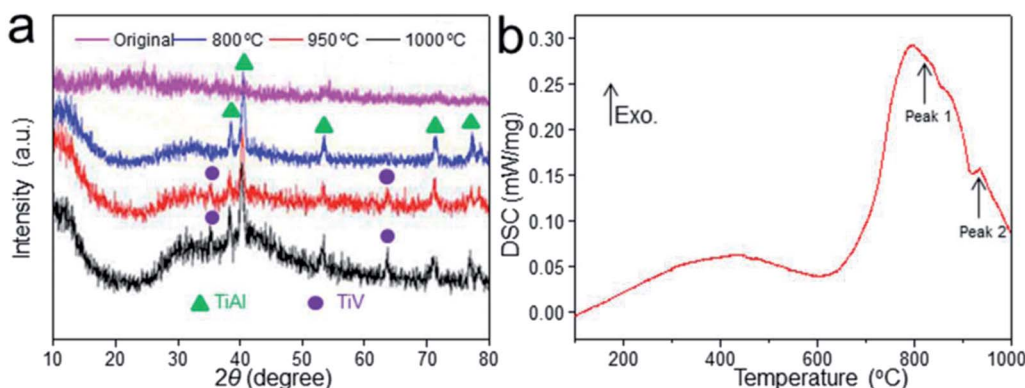 a
Original 800 ºC 950 ºC 1000 ºC
Intensity (a.u.)
TiAl TiV
10 20 30 40 50 60 70 80
2θ (degree)
b
0.30
0.25
0.20
0.15
0.10
0.05
0.00
DSC (mW/mg)
Exo.
Peak 1
Peak 2
200 400 600 800 1000
Temperature (ºC)